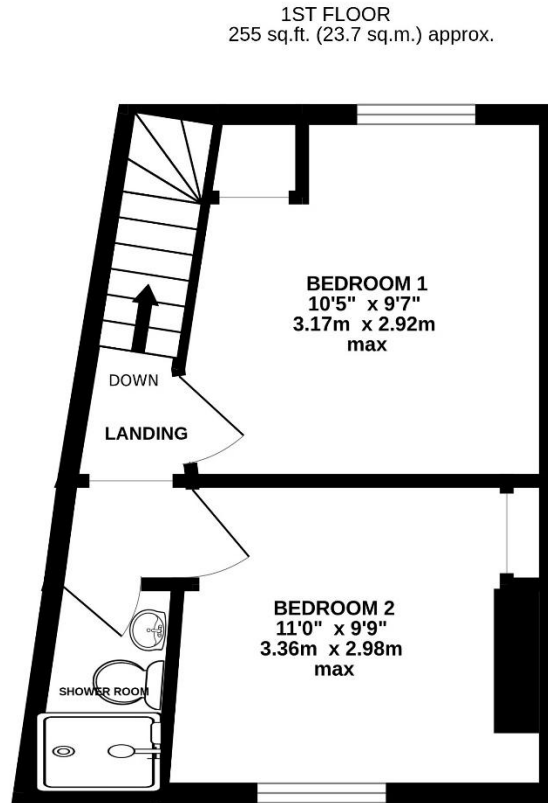 1ST FLOOR
255 sq.ft. (23.7 sq.m.) approx.
BEDROOM 1
10'5" x 9'7"
3.17m x 2.92m
max
DOWN
LANDING
BEDROOM 2
11'0" x 9'9"
3.36m x 2.98m
max
SHOWER ROOM